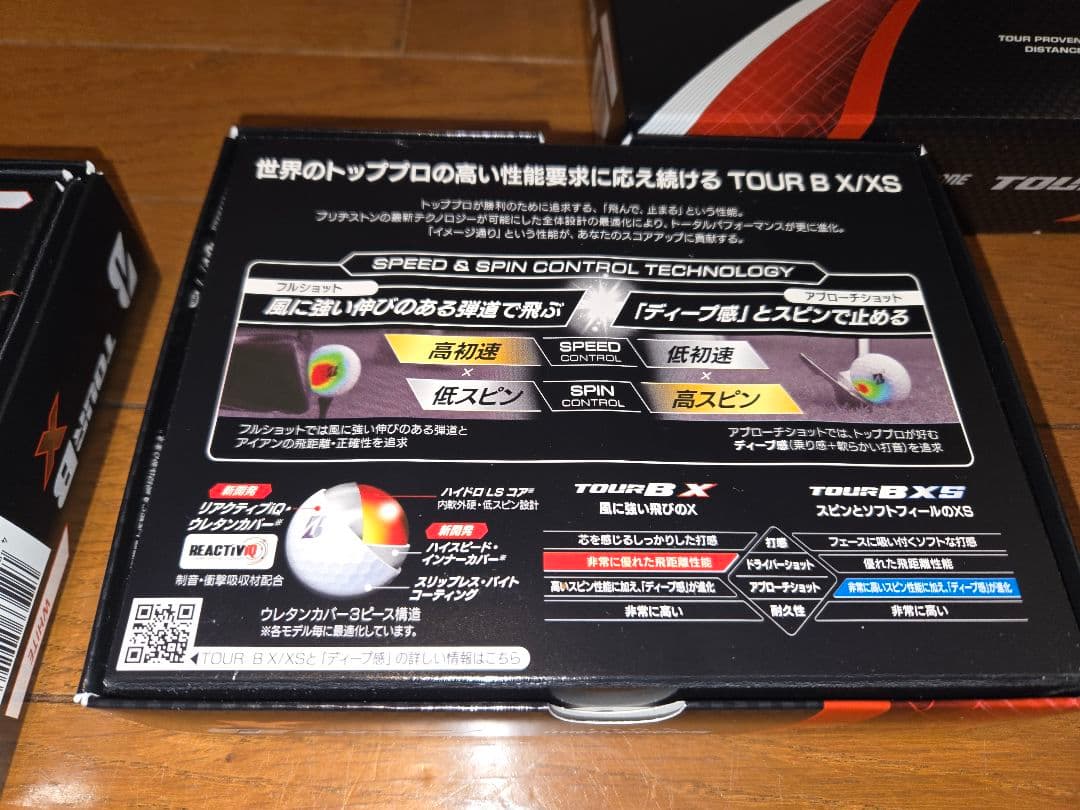 TOUR PROVEN
DISTANCE
世界のトッププロの高い性能要求に応え続ける TOUR B X/XS
トッププロが勝利のために追求する、「飛んで、止まる」という性能。
ブリヂストンの最新テクノロジーが可能にした全体設計の最適化により、トータルパフォーマンスが更に進化。
「イメージ通り」という性能が、あなたのスコアアップに貢献する。
SPEED & SPIN CONTROL TECHNOLOGY
フルショット
風に強い伸びのある弾道で飛ぶ
アプローチショット
「ディープ感」とスピンで止める
高初速
×
低スピン
SPEED
CONTROL
SPIN
CONTROL
低初速
×
高スピン
フルショットでは風に強い伸びのある弾道と
アイアンの飛距離・正確性を追求
アプローチショットでは、トッププロが好む
ディープ感(乗り感+軟らかい打音)を追求
新開発
リアクティブiQ・
ウレタンカバー※
REACTiViQ
制音・衝撃吸収材配合
ハイドロ LS コア※
内軟外硬・低スピン設計
新開発
ハイスピード・
インナーカバー※
スリップレス・バイト
コーティング
ウレタンカバー3ピース構造
※各モデル毎に最適化しています。
TOUR B X/XSと「ディープ感」の詳しい情報はこちら
TOUR B X
風に強い飛びのX
TOUR B XS
スピンとソフトフィールのXS
芯を感じるしっかりした打感 打感 フェースに吸い付くソフトな打感
非常に優れた飛距離性能 ドライバーショット 優れた飛距離性能
高いスピン性能に加え、「ディープ感」が進化 アプローチショット 非常に高いスピン性能に加え、「ディープ感」が進化
非常に高い 耐久性 非常に高い
TOUR B X
WHITE